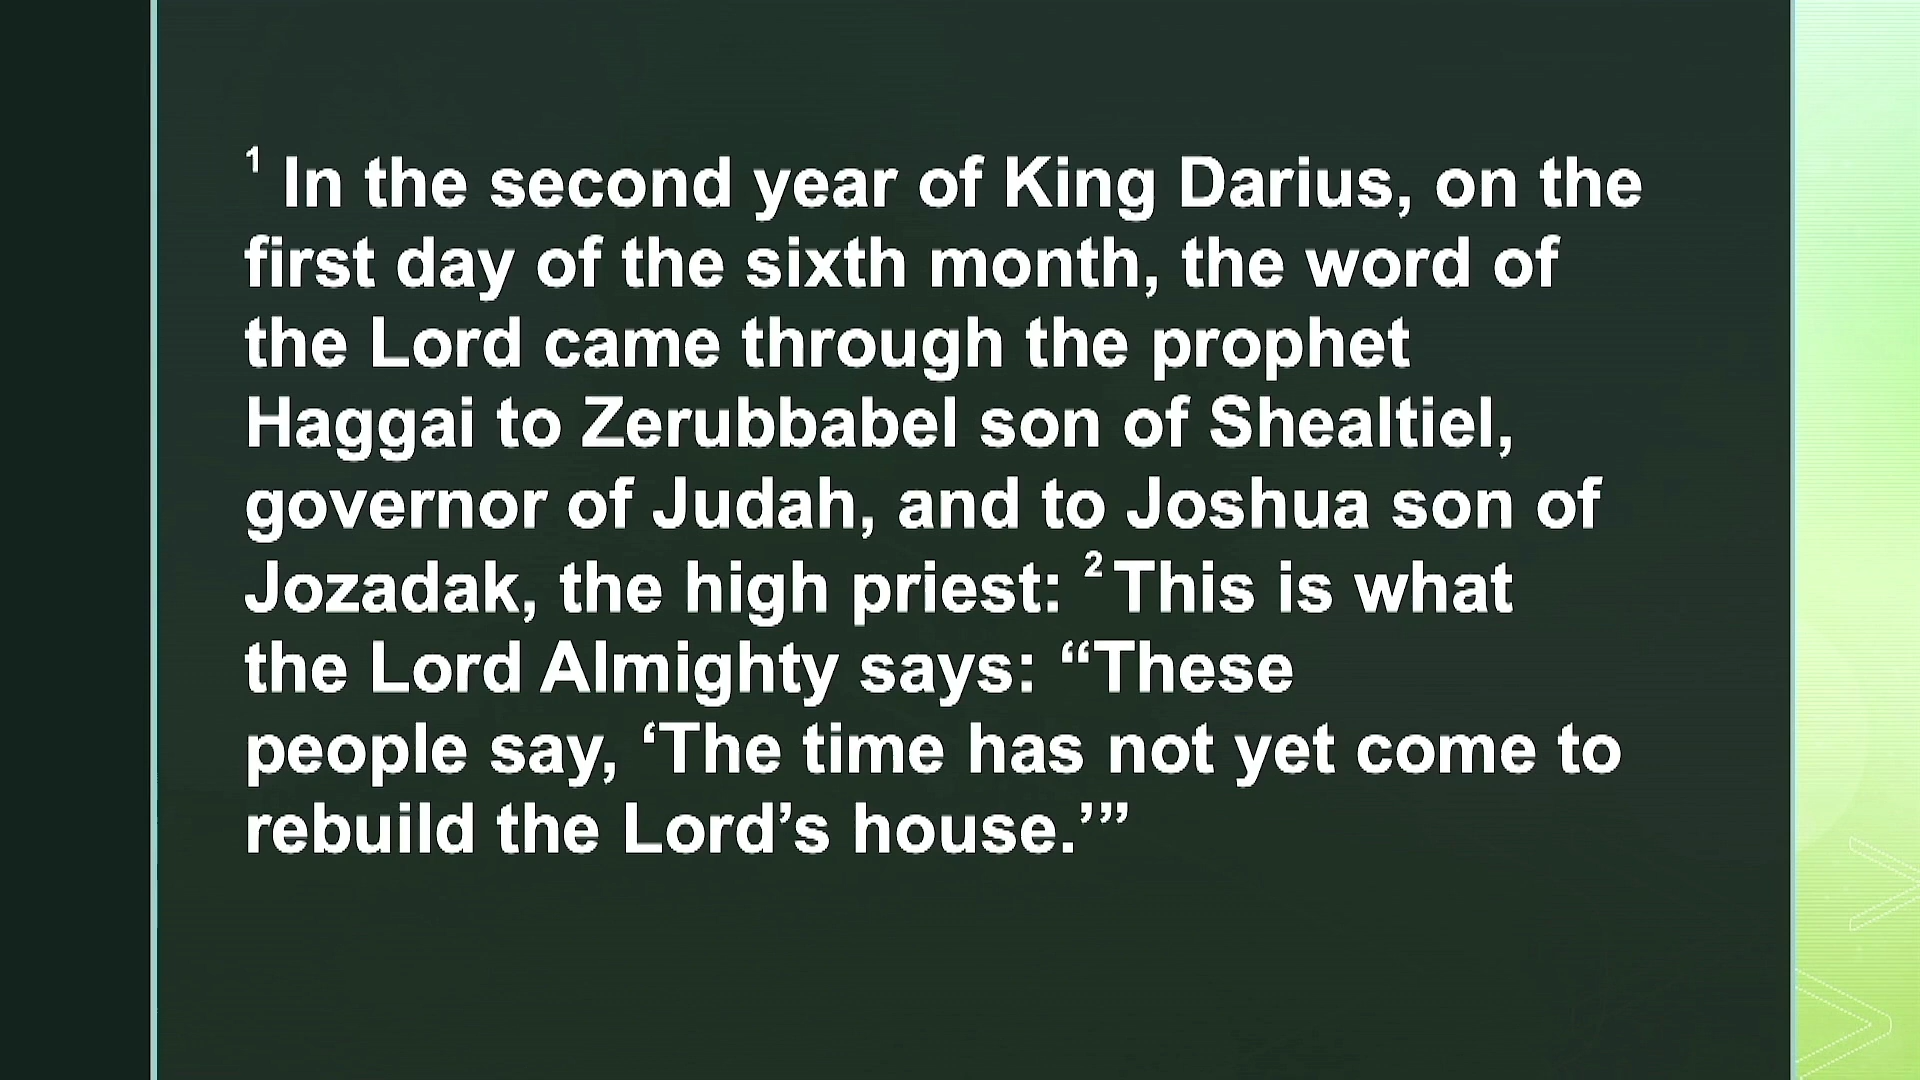 ¹ In the second year of King Darius, on the
first day of the sixth month, the word of
the Lord came through the prophet
Haggai to Zerubbabel son of Shealtiel,
governor of Judah, and to Joshua son of
Jozadak, the high priest: ² This is what
the Lord Almighty says: “These
people say, ‘The time has not yet come to
rebuild the Lord’s house.’”